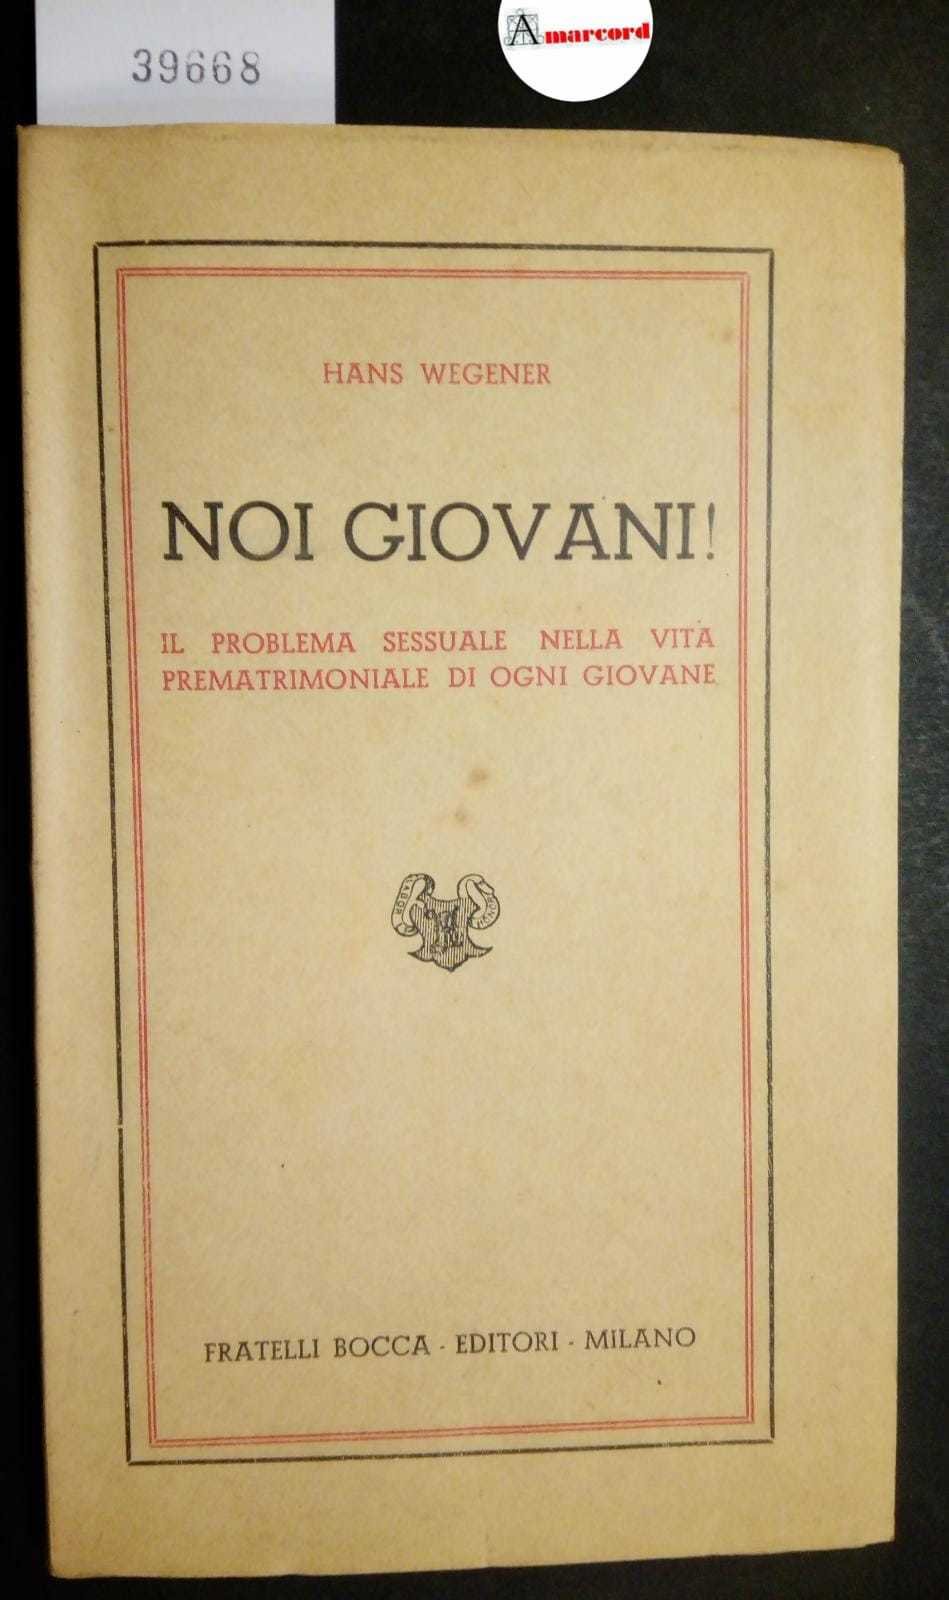 39668
Amarcord
HANS WEGENER
NOI GIOVANI!
IL PROBLEMA SESSUALE NELLA VITA
PREMATRIMONIALE DI OGNI GIOVANE
LABOR
FRATELLI BOCCA - EDITORI - MILANO